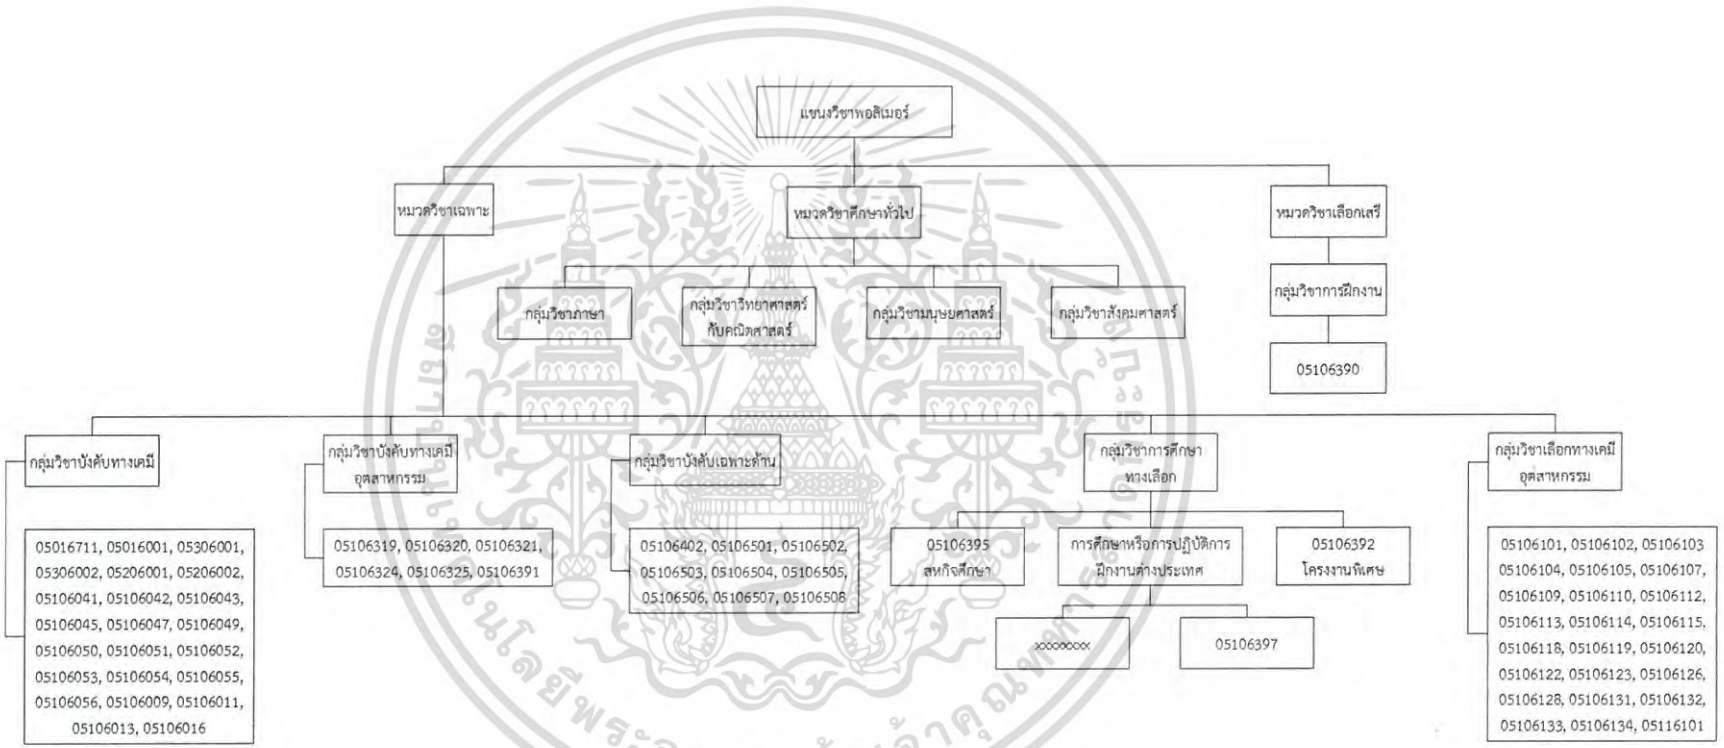 แขนงวิชาพอลิเมอร์
หมวดวิชาเฉพาะ
หมวดวิชาศึกษาทั่วไป
หมวดวิชาเลือกเสรี
กลุ่มวิชาภาษา
กลุ่มวิชาวิทยาศาสตร์
กับคณิตศาสตร์
กลุ่มวิชามนุษยศาสตร์
กลุ่มวิชาสังคมศาสตร์
กลุ่มวิชาการฝึกงาน
05106390
กลุ่มวิชาบังคับทางเคมี
05016711, 05016001, 05306001,
05306002, 05206001, 05206002,
05106041, 05106042, 05106043,
05106045, 05106047, 05106049,
05106050, 05106051, 05106052,
05106053, 05106054, 05106055,
05106056, 05106009, 05106011,
05106013, 05106016
กลุ่มวิชาบังคับทางเคมี
อุตสาหกรรม
05106319, 05106320, 05106321,
05106324, 05106325, 05106391
กลุ่มวิชาบังคับเฉพาะด้าน
05106402, 05106501, 05106502,
05106503, 05106504, 05106505,
05106506, 05106507, 05106508
กลุ่มวิชาการศึกษา
ทางเลือก
05106395
สหกิจศึกษา
การศึกษาหรือการปฏิบัติการ
ฝึกงานต่างประเทศ
xxxxxxxx
05106397
05106392
โครงงานพิเศษ
กลุ่มวิชาเลือกทางเคมี
อุตสาหกรรม
05106101, 05106102, 05106103
05106104, 05106105, 05106107,
05106109, 05106110, 05106112,
05106113, 05106114, 05106115,
05106118, 05106119, 05106120,
05106122, 05106123, 05106126,
05106128, 05106131, 05106132,
05106133, 05106134, 05116101